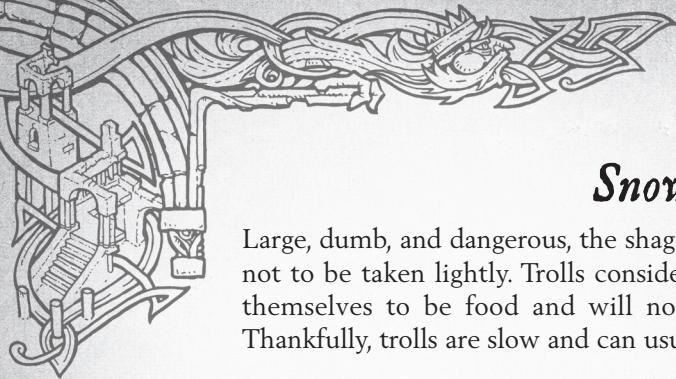 Snow
Large, dumb, and dangerous, the shag
not to be taken lightly. Trolls conside
themselves to be food and will no
Thankfully, trolls are slow and can usu